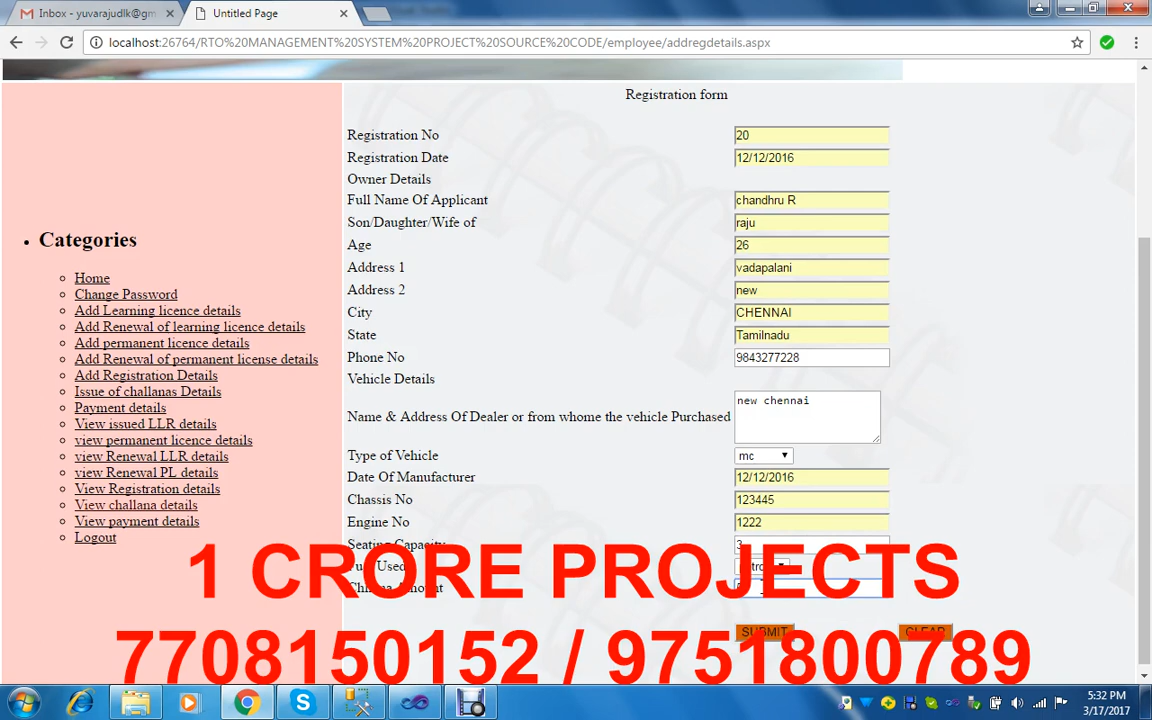 Inbox - yuvarajudlk@gm
Untitled Page
localhost:26764/RTO%20MANAGEMENT%20SYSTEM%20PROJECT%20SOURCE%20CODE/employee/addregdetails.aspx
Registration form
Registration No 20
Registration Date 12/12/2016
Owner Details
Full Name Of Applicant chandhru R
Son/Daughter/Wife of raju
Age 26
Address 1 vadapalani
Address 2 new
City CHENNAI
State Tamilnadu
Phone No 9843277228
Vehicle Details
Name & Address Of Dealer or from whome the vehicle Purchased new chennai
Type of Vehicle mc
Date Of Manufacturer 12/12/2016
Chassis No 123445
Engine No 1222
Seating Capacity 3
Used
Amount
SUBMIT CLEAR
Categories
Home
Change Password
Add Learning licence details
Add Renewal of learning licence details
Add permanent licence details
Add Renewal of permanent license details
Add Registration Details
Issue of challanas Details
Payment details
View issued LLR details
view permanent licence details
view Renewal LLR details
view Renewal PL details
View Registration details
View challana details
View payment details
Logout
1 CRORE PROJECTS
7708150152 / 9751800789
5:32 PM
3/17/2017